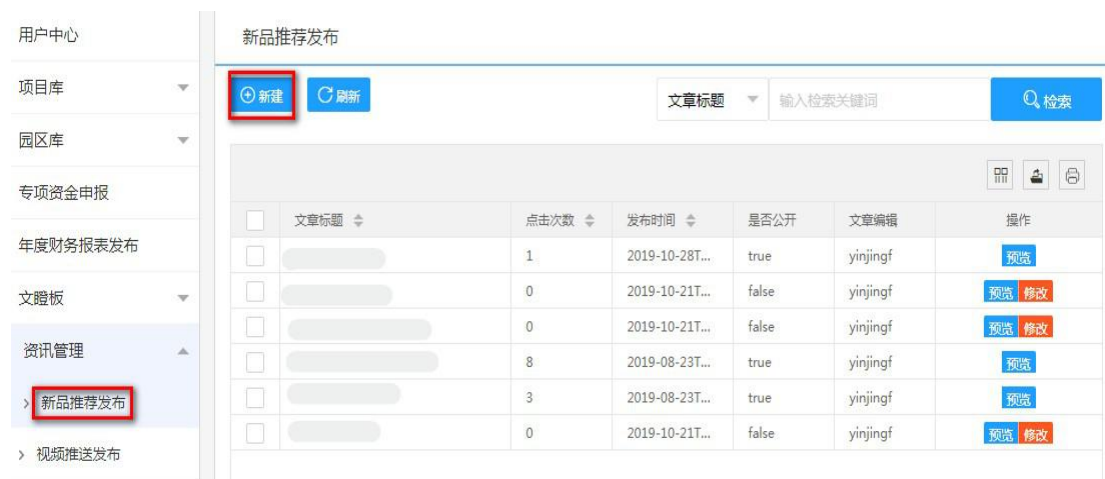 用户中心
项目库
园区库
专项资金申报
年度财务报表发布
文瞪板
资讯管理
新品推荐发布
视频推送发布
新品推荐发布
新建 刷新 文章标题 输入检索关键词 检索
文章标题 点击次数 发布时间 是否公开 文章编辑 操作
1 2019-10-28T... true yinjingf 预览
0 2019-10-21T... false yinjingf 预览 修改
0 2019-10-21T... false yinjingf 预览 修改
8 2019-08-23T... true yinjingf 预览
3 2019-08-23T... true yinjingf 预览
0 2019-10-21T... false yinjingf 预览 修改